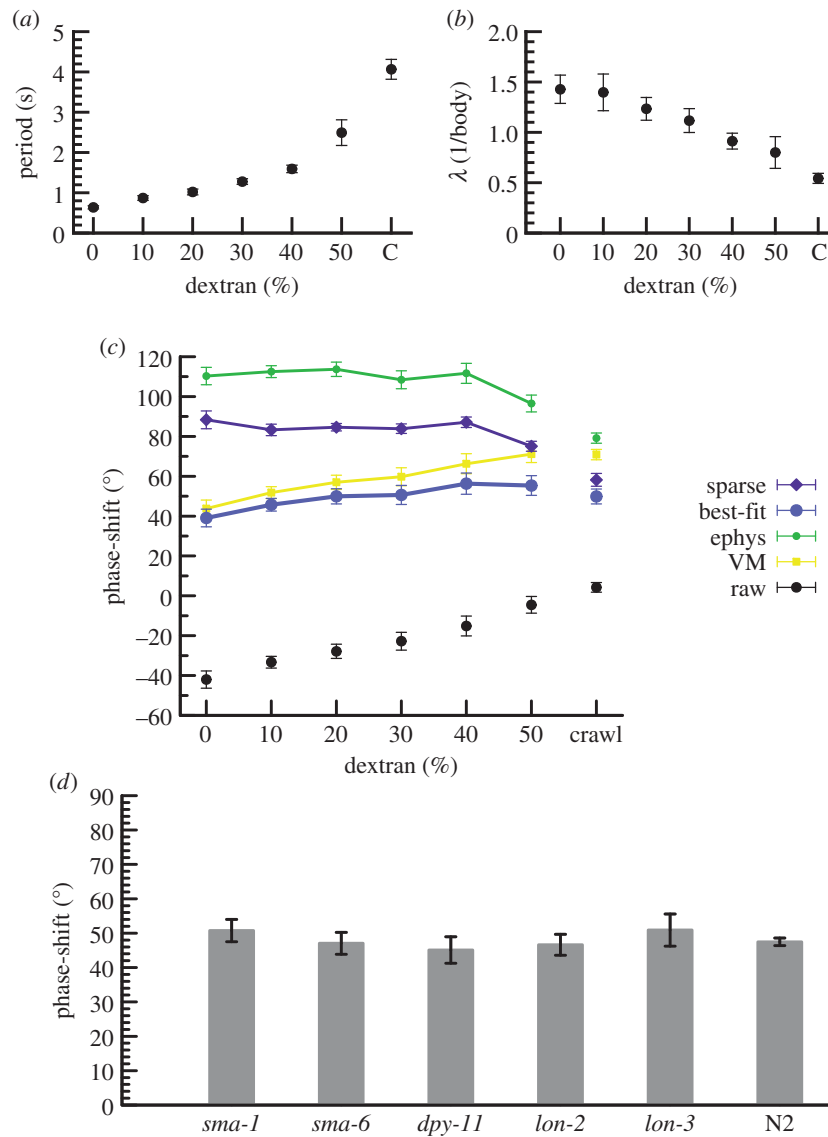 (a)
5
4
3
2
1
0
period (s)
0 10 20 30 40 50 C
dextran (%)
(b)
2.0
1.5
1.0
0.5
0
λ (1/body)
0 10 20 30 40 50 C
dextran (%)
(c)
120
100
80
60
40
20
0
–20
–40
–60
phase-shift (°)
0 10 20 30 40 50 crawl
dextran (%)
sparse
best-fit
ephys
VM
raw
(d)
90
80
70
60
50
40
30
20
10
0
phase-shift (°)
sma-1 sma-6 dpy-11 lon-2 lon-3 N2